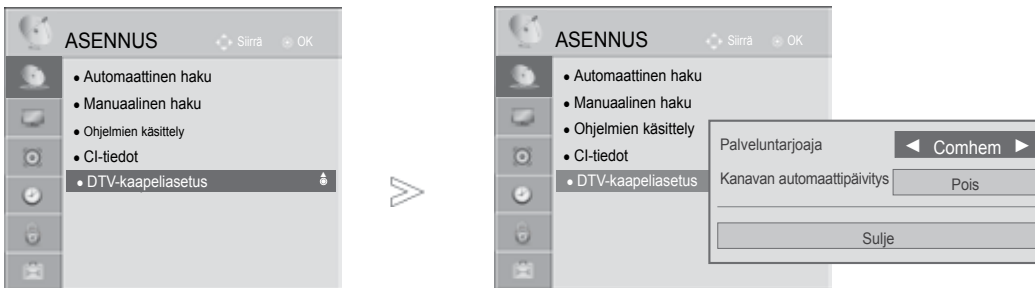 ASENNUS Siirrä OK
• Automaattinen haku
• Manuaalinen haku
• Ohjelmien käsittely
• CI-tiedot
• DTV-kaapeliasetus
ASENNUS Siirrä OK
• Automaattinen haku
• Manuaalinen haku
• Ohjelmien käsittely
• CI-tiedot
• DTV-kaapeliasetus
Palveluntarjoaja ◄ Comhem ►
Kanavan automaattipäivitys Pois
Sulje